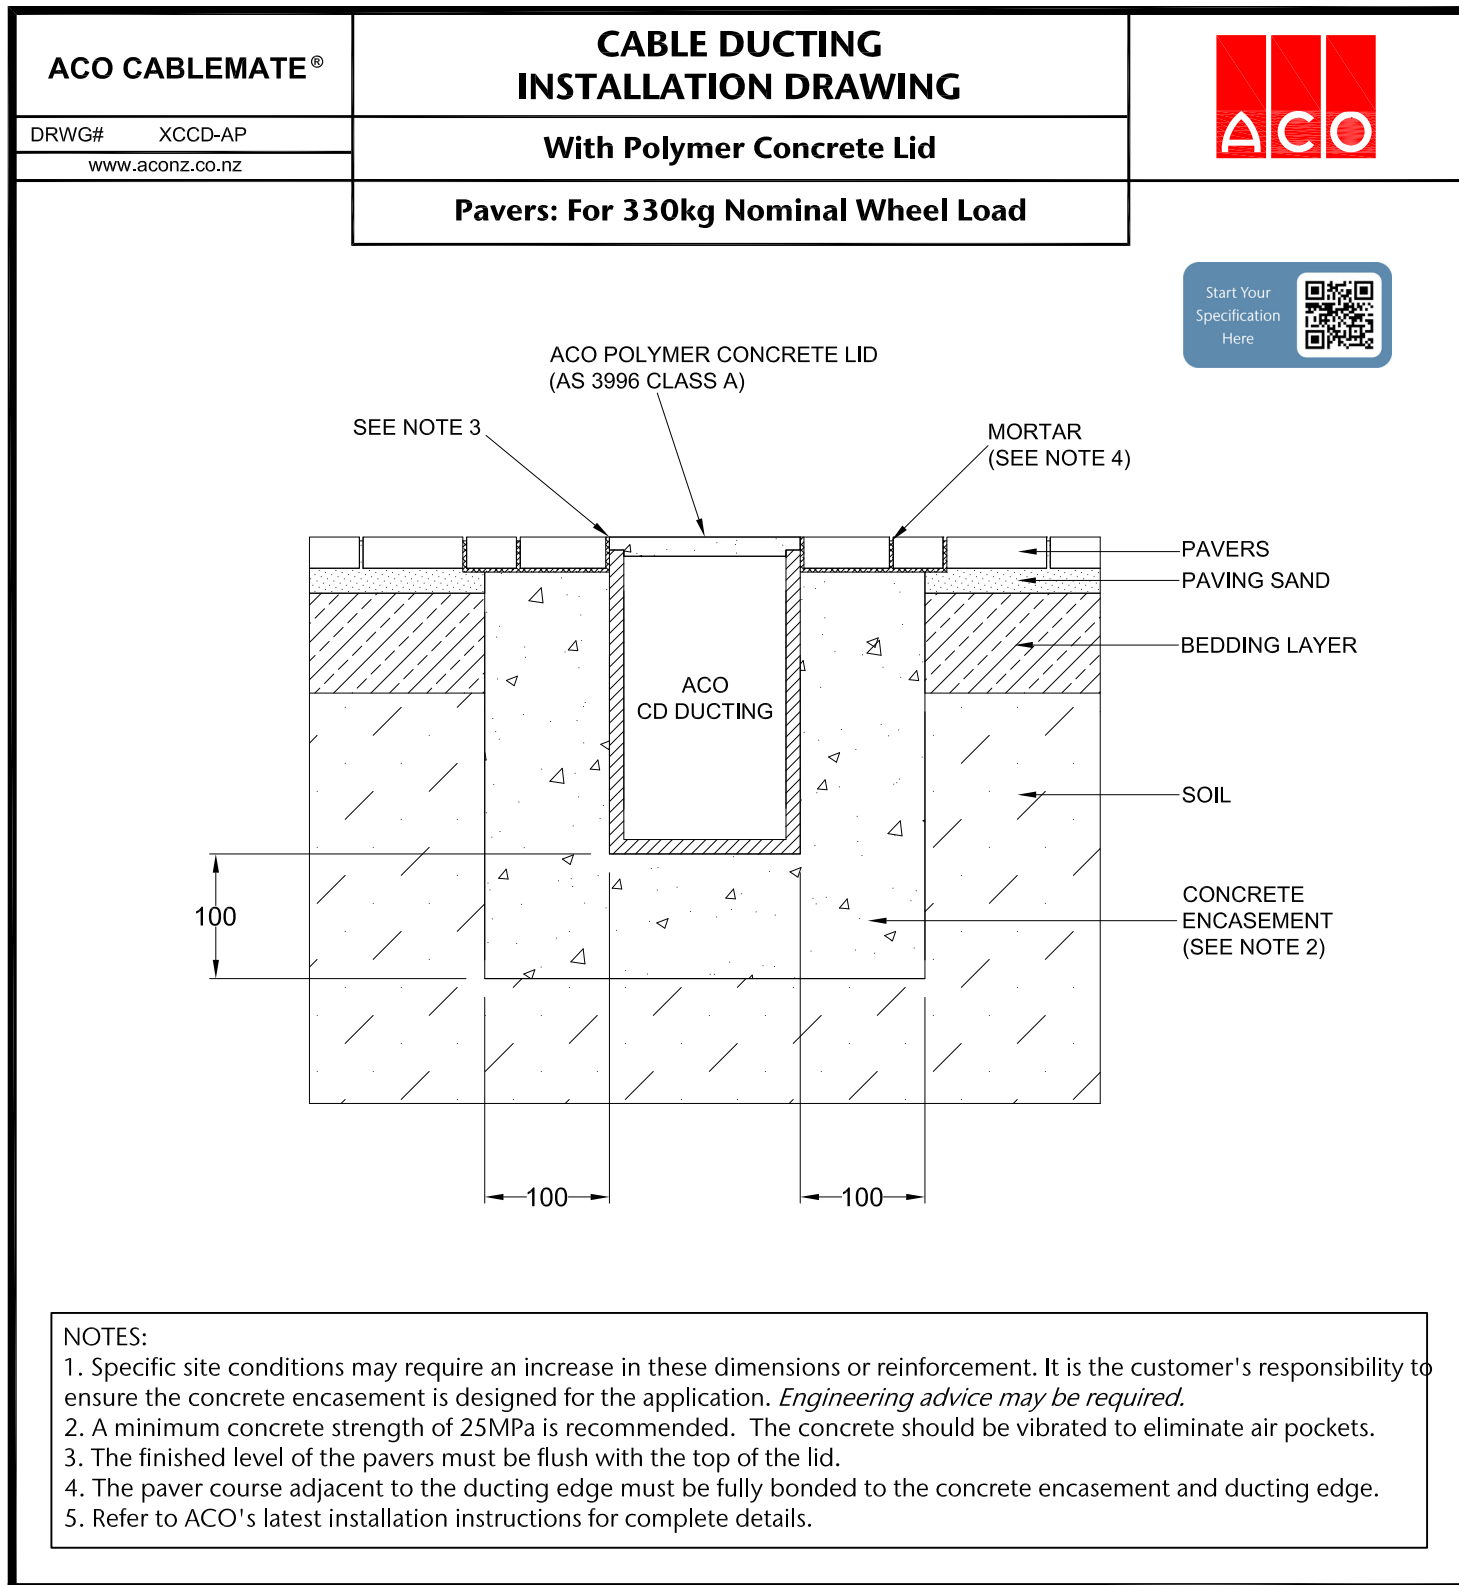 ACO CABLEMATE®
DRWG# XCCD-AP
www.aconz.co.nz
CABLE DUCTING
INSTALLATION DRAWING
With Polymer Concrete Lid
Pavers: For 330kg Nominal Wheel Load
ACO
Start Your
Specification
Here
ACO POLYMER CONCRETE LID
(AS 3996 CLASS A)
SEE NOTE 3
MORTAR
(SEE NOTE 4)
PAVERS
PAVING SAND
BEDDING LAYER
ACO
CD DUCTING
SOIL
CONCRETE
ENCASEMENT
(SEE NOTE 2)
100
100
100
NOTES:
1. Specific site conditions may require an increase in these dimensions or reinforcement. It is the customer's responsibility to
ensure the concrete encasement is designed for the application. Engineering advice may be required.
2. A minimum concrete strength of 25MPa is recommended. The concrete should be vibrated to eliminate air pockets.
3. The finished level of the pavers must be flush with the top of the lid.
4. The paver course adjacent to the ducting edge must be fully bonded to the concrete encasement and ducting edge.
5. Refer to ACO's latest installation instructions for complete details.